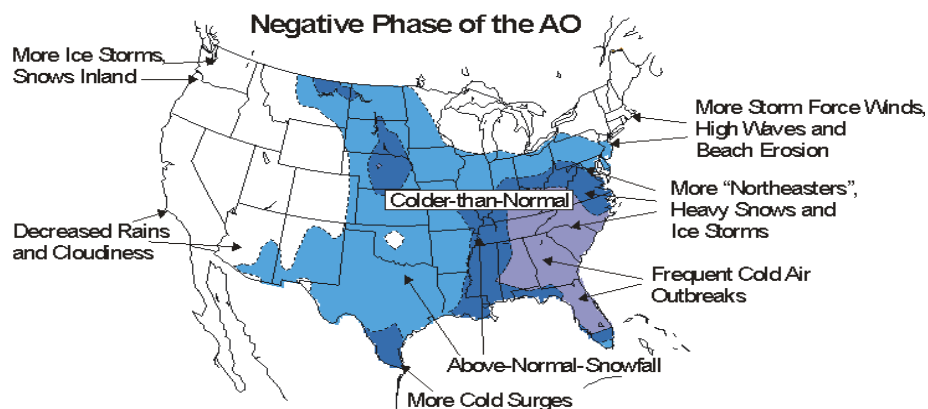 Negative Phase of the AO
More Ice Storms,
Snows Inland
More Storm Force Winds,
High Waves and
Beach Erosion
Colder-than-Normal
More “Northeasters”,
Heavy Snows and
Ice Storms
Decreased Rains
and Cloudiness
Frequent Cold Air
Outbreaks
Above-Normal-Snowfall
More Cold Surges